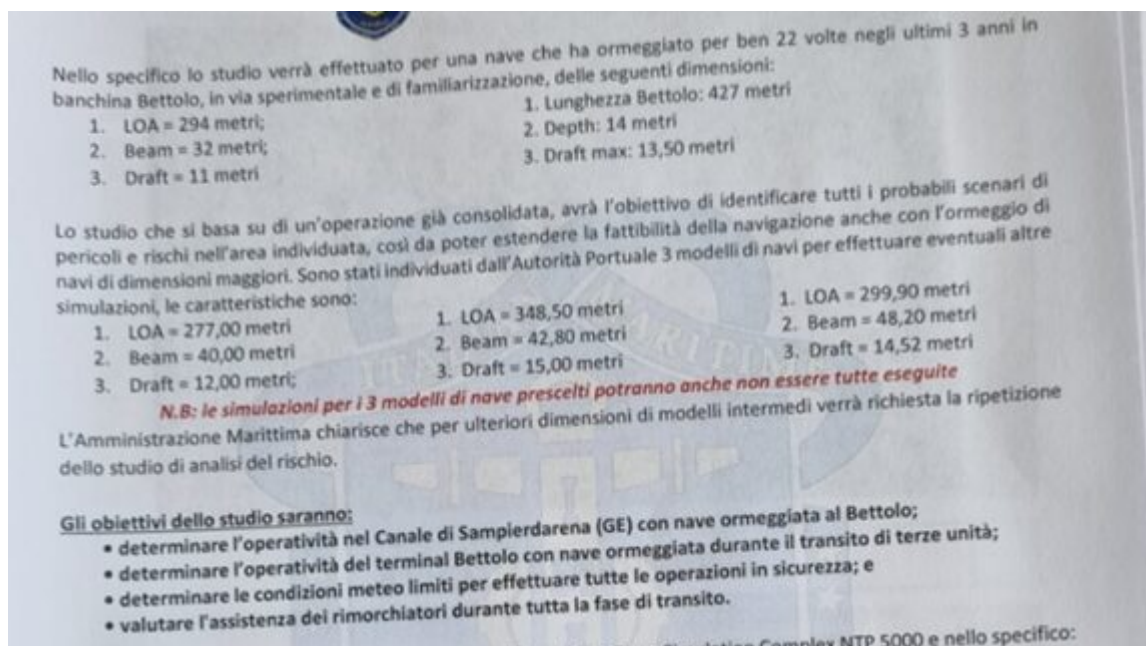 Nello specifico lo studio verrà effettuato per una nave che ha ormeggiato per ben 22 volte negli ultimi 3 anni in
banchina Bettolo, in via sperimentale e di familiarizzazione, delle seguenti dimensioni:
1. LOA = 294 metri;
2. Beam = 32 metri;
3. Draft = 11 metri
1. Lunghezza Bettolo: 427 metri
2. Depth: 14 metri
3. Draft max: 13,50 metri
Lo studio che si basa su di un'operazione già consolidata, avrà l'obiettivo di identificare tutti i probabili scenari di
pericoli e rischi nell'area individuata, così da poter estendere la fattibilità della navigazione anche con l'ormeggio di
navi di dimensioni maggiori. Sono stati individuati dall'Autorità Portuale 3 modelli di navi per effettuare eventuali altre
simulazioni, le caratteristiche sono:
1. LOA = 277,00 metri
2. Beam = 40,00 metri
3. Draft = 12,00 metri;
1. LOA = 348,50 metri
2. Beam = 42,80 metri
3. Draft = 15,00 metri
1. LOA = 299,90 metri
2. Beam = 48,20 metri
3. Draft = 14,52 metri
N.B: le simulazioni per i 3 modelli di nave prescelti potranno anche non essere tutte eseguite
L'Amministrazione Marittima chiarisce che per ulteriori dimensioni di modelli intermedi verrà richiesta la ripetizione
dello studio di analisi del rischio.
Gli obiettivi dello studio saranno:
• determinare l'operatività nel Canale di Sampierdarena (GE) con nave ormeggiata al Bettolo;
• determinare l'operatività del terminal Bettolo con nave ormeggiata durante il transito di terze unità;
• determinare le condizioni meteo limiti per effettuare tutte le operazioni in sicurezza; e
• valutare l'assistenza dei rimorchiatori durante tutta la fase di transito.
Complex NTP 5000 e nello specifico: